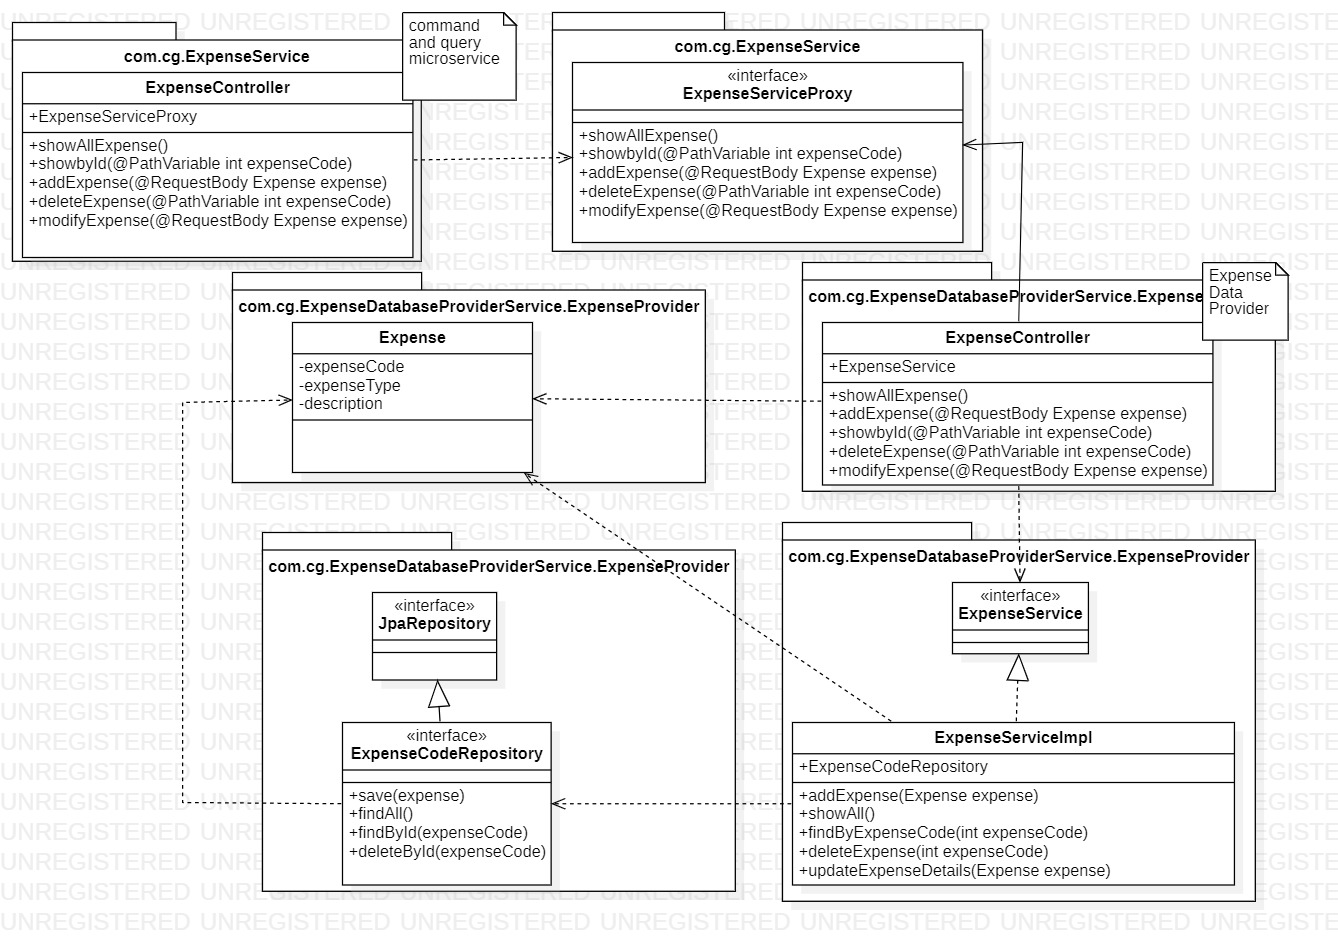 com.cg.ExpenseService
ExpenseController
+ExpenseServiceProxy
+showAllExpense()
+showbyId(@PathVariable int expenseCode)
+addExpense(@RequestBody Expense expense)
+deleteExpense(@PathVariable int expenseCode)
+modifyExpense(@RequestBody Expense expense)
command
and query
microservice
com.cg.ExpenseService
«interface»
ExpenseServiceProxy
+showAllExpense()
+showbyId(@PathVariable int expenseCode)
+addExpense(@RequestBody Expense expense)
+deleteExpense(@PathVariable int expenseCode)
+modifyExpense(@RequestBody Expense expense)
com.cg.ExpenseDatabaseProviderService.ExpenseProvider
Expense
-expenseCode
-expenseType
-description
com.cg.ExpenseDatabaseProviderService.Expense
Expense
Data
Provider
ExpenseController
+ExpenseService
+showAllExpense()
+addExpense(@RequestBody Expense expense)
+showbyId(@PathVariable int expenseCode)
+deleteExpense(@PathVariable int expenseCode)
+modifyExpense(@RequestBody Expense expense)
com.cg.ExpenseDatabaseProviderService.ExpenseProvider
«interface»
JpaRepository
«interface»
ExpenseCodeRepository
+save(expense)
+findAll()
+findById(expenseCode)
+deleteById(expenseCode)
com.cg.ExpenseDatabaseProviderService.ExpenseProvider
«interface»
ExpenseService
ExpenseServiceImpl
+ExpenseCodeRepository
+addExpense(Expense expense)
+showAll()
+findByExpenseCode(int expenseCode)
+deleteExpense(int expenseCode)
+updateExpenseDetails(Expense expense)
UNREGISTERED